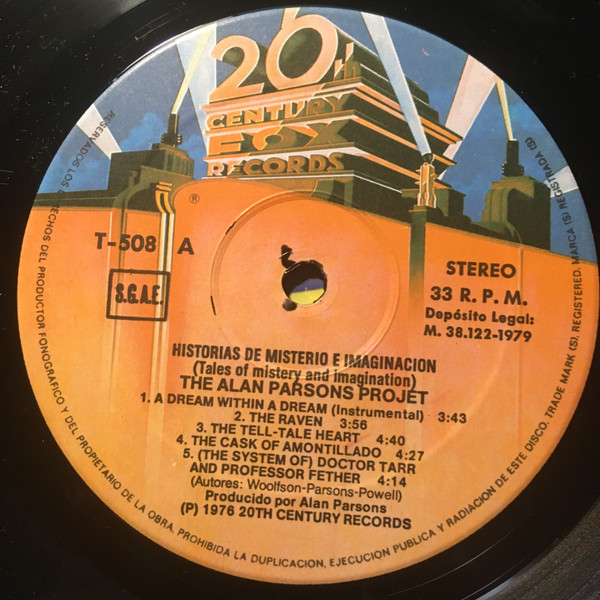 20th
CENTURY
FOX
RECORDS
®
T-508 A
S.G.A.E.
STEREO
33 R. P. M.
Depósito Legal:
M. 38.122-1979
HISTORIAS DE MISTERIO E IMAGINACION
(Tales of mistery and imagination)
THE ALAN PARSONS PROJET
1. A DREAM WITHIN A DREAM (Instrumental) 3:43
2. THE RAVEN 3:56
3. THE TELL-TALE HEART 4:40
4. THE CASK OF AMONTILLADO 4:27
5. (THE SYSTEM OF) DOCTOR TARR
AND PROFESSOR FETHER 4:14
(Autores: Woolfson-Parsons-Powell)
Producido por Alan Parsons
(P) 1976 20TH CENTURY RECORDS
RESERVADOS LOS DERECHOS DEL PRODUCTOR FONOGRAFICO Y DEL PROPIETARIO DE LA OBRA. PROHIBIDA LA DUPLICACION, EJECUCION PUBLICA Y RADIACION DE ESTE DISCO. TRADE MARK (S) REGISTERED. MARCA (S) REGISTRADA (S)